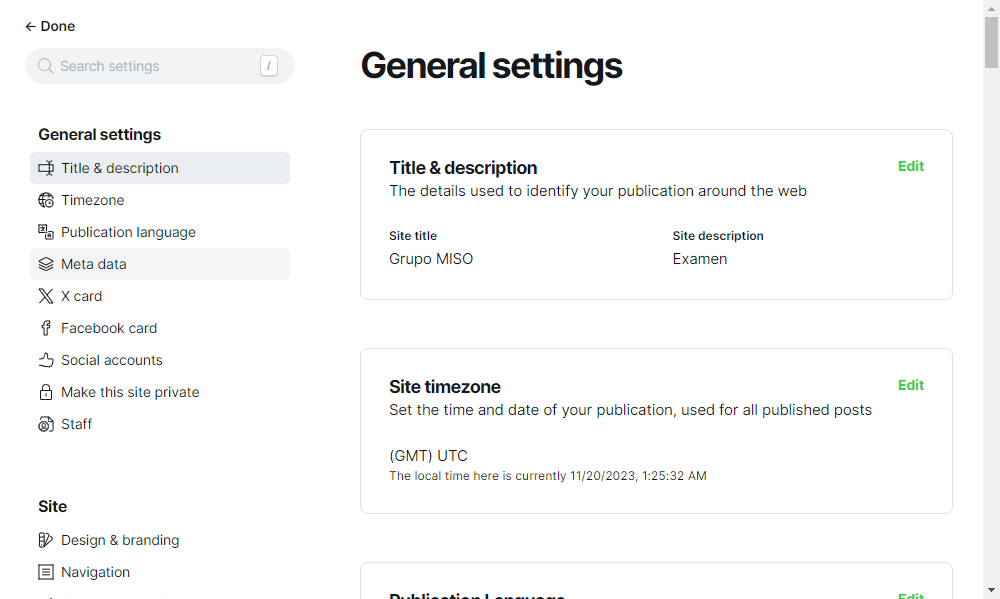 ← Done
Search settings /
General settings
Title & description
Timezone
Publication language
Meta data
X card
Facebook card
Social accounts
Make this site private
Staff
Site
Design & branding
Navigation
General settings
Title & description
Edit
The details used to identify your publication around the web
Site title
Site description
Grupo MISO
Examen
Site timezone
Edit
Set the time and date of your publication, used for all published posts
(GMT) UTC
The local time here is currently 11/20/2023, 1:25:32 AM
Publication Language
Edit